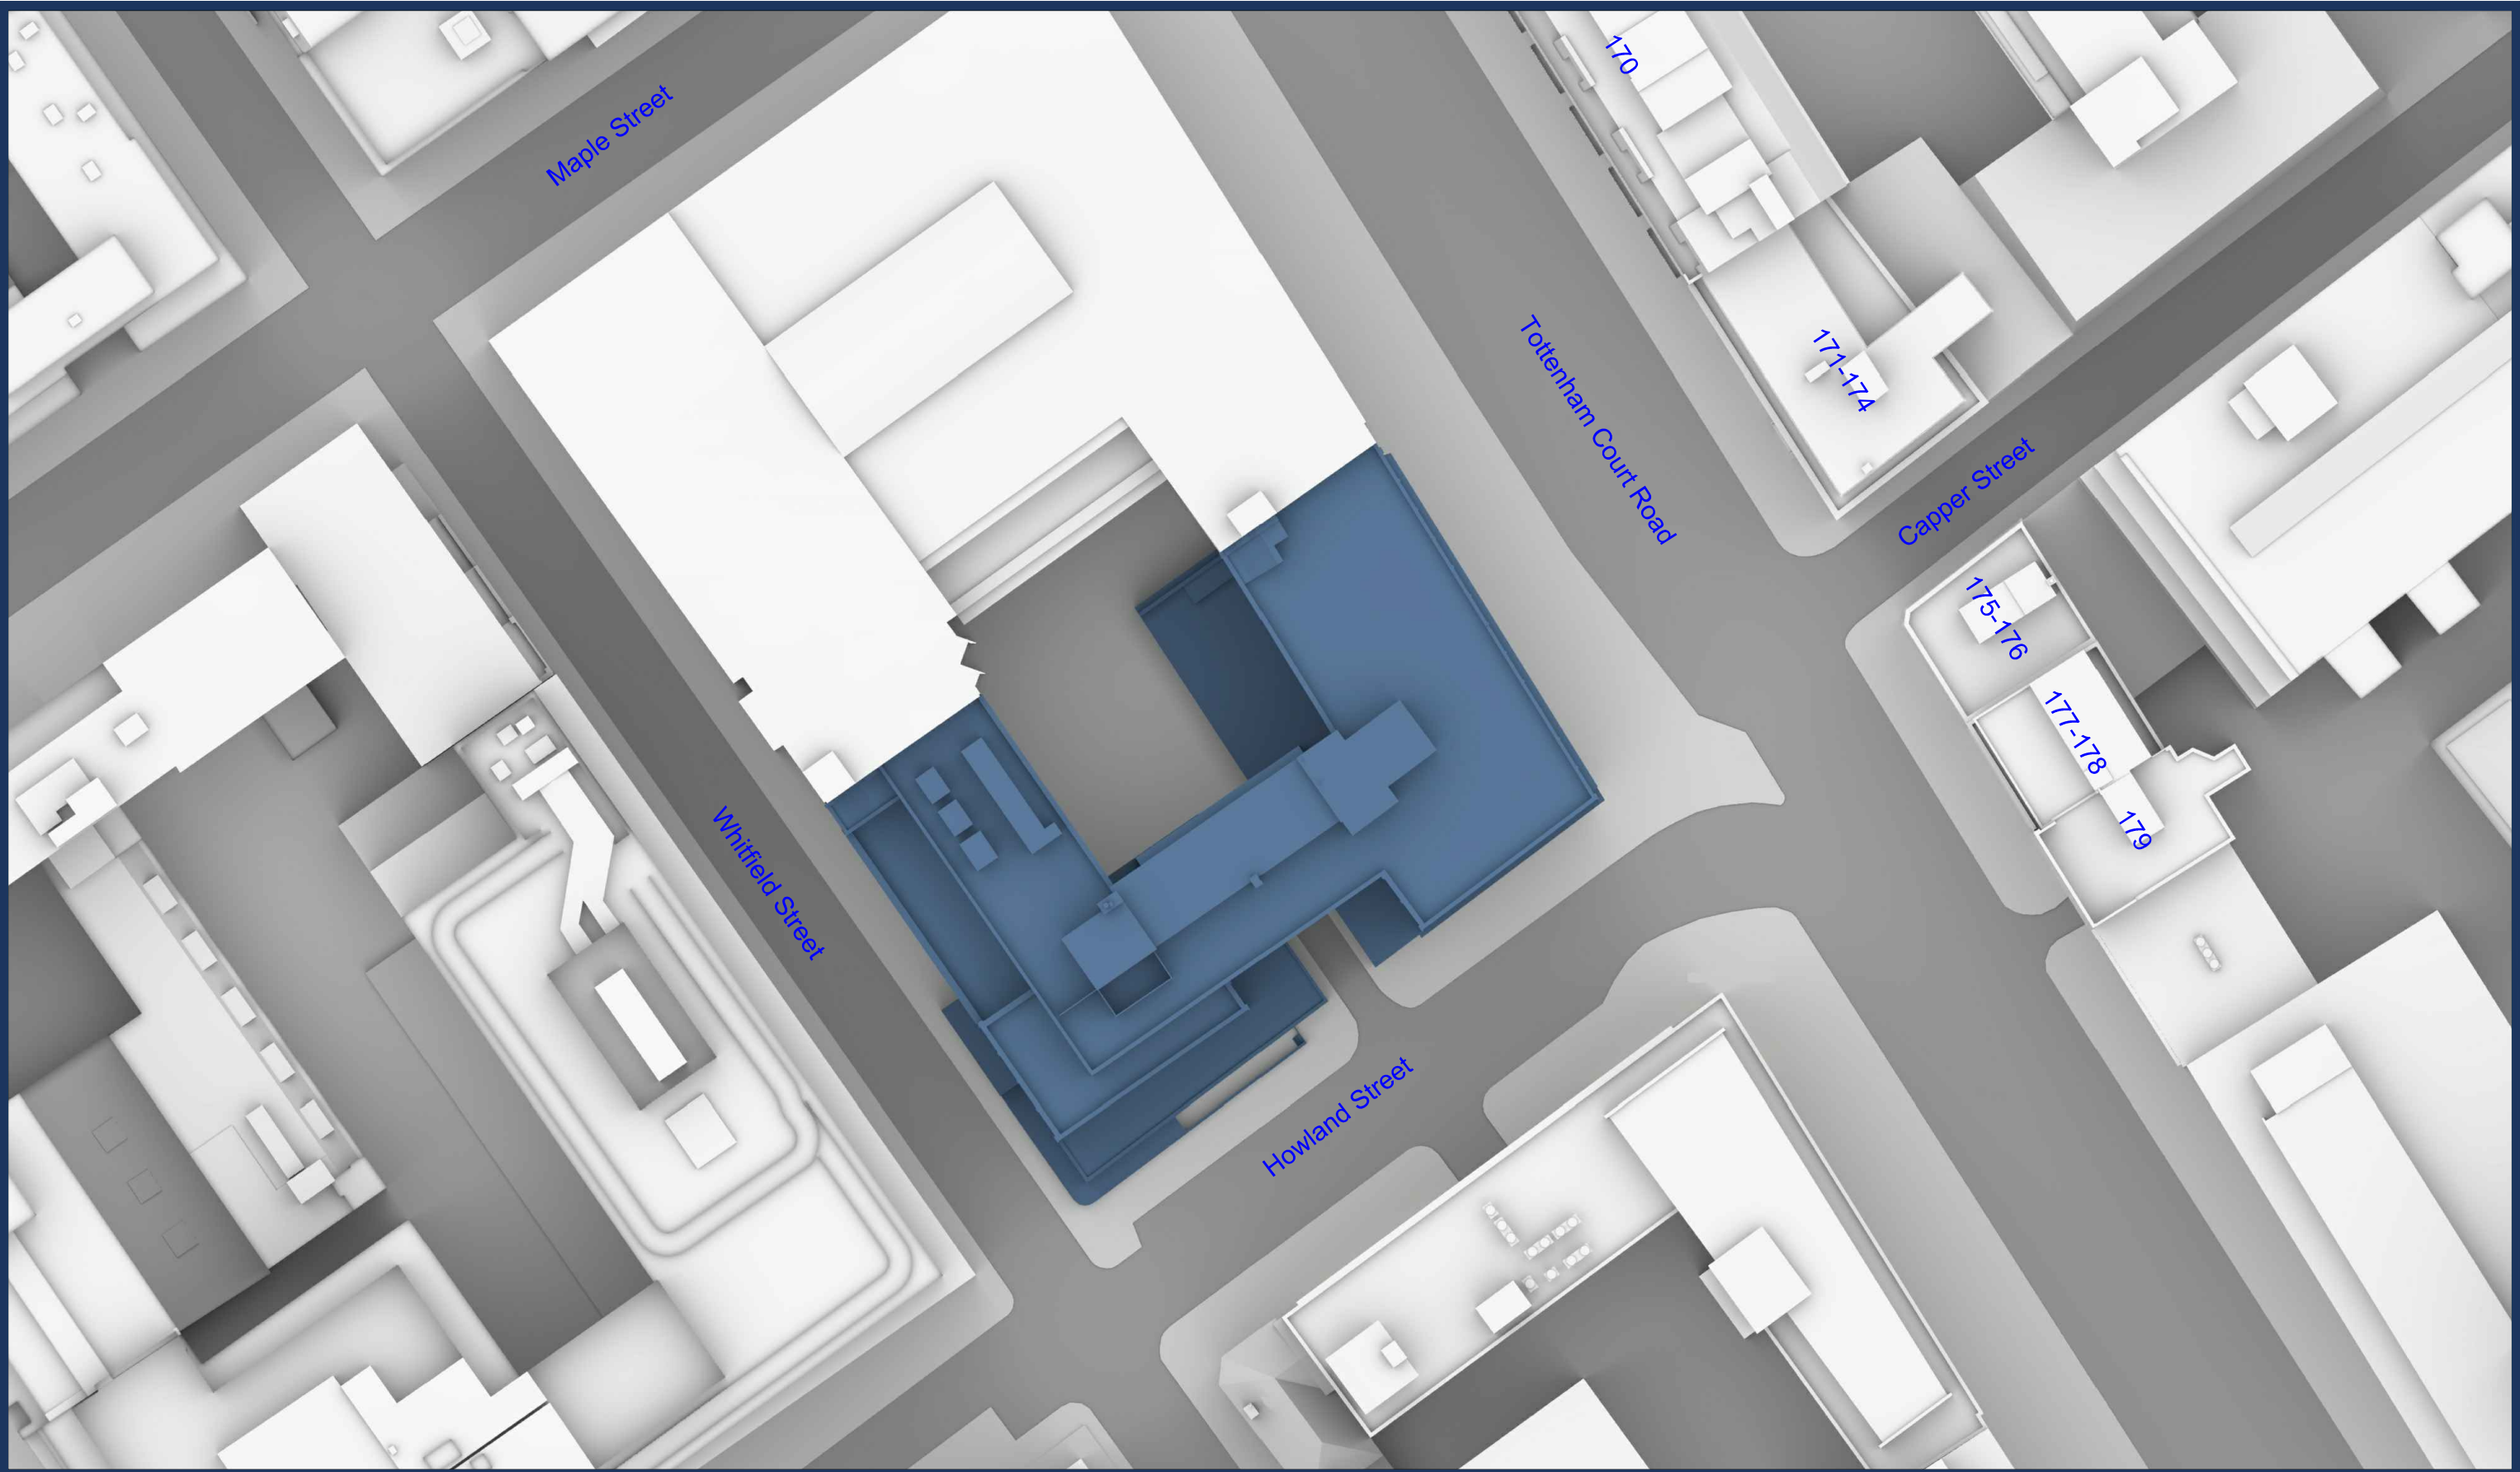 170
Maple Street
171-174
Tottenham Court Road
Capper Street
175-176
177-178
179
Whitfield Street
Howland Street